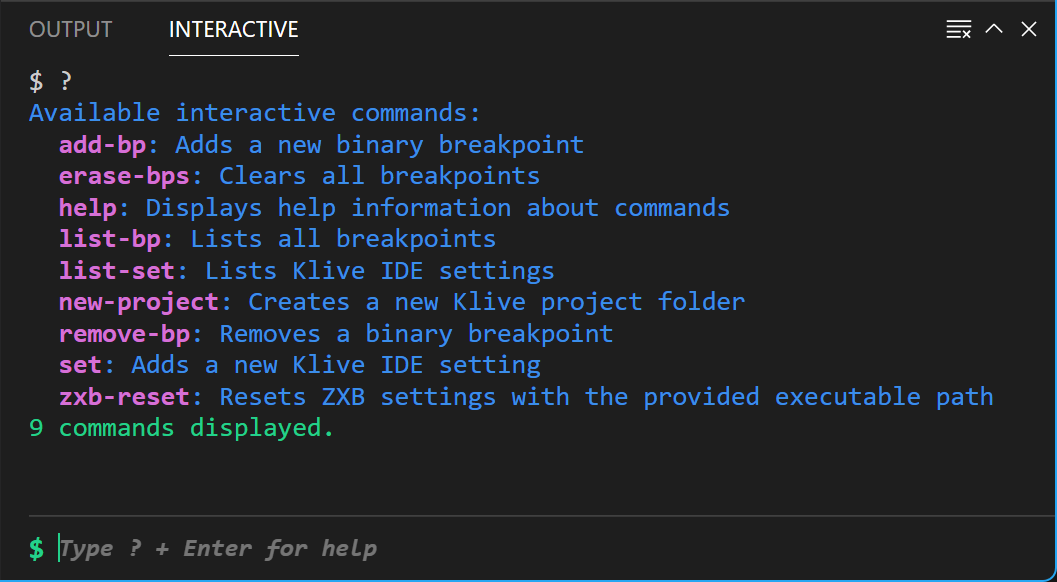 OUTPUT INTERACTIVE
$ ?
Available interactive commands:
add-bp: Adds a new binary breakpoint
erase-bps: Clears all breakpoints
help: Displays help information about commands
list-bp: Lists all breakpoints
list-set: Lists Klive IDE settings
new-project: Creates a new Klive project folder
remove-bp: Removes a binary breakpoint
set: Adds a new Klive IDE setting
zxb-reset: Resets ZXB settings with the provided executable path
9 commands displayed.
$ Type ? + Enter for help